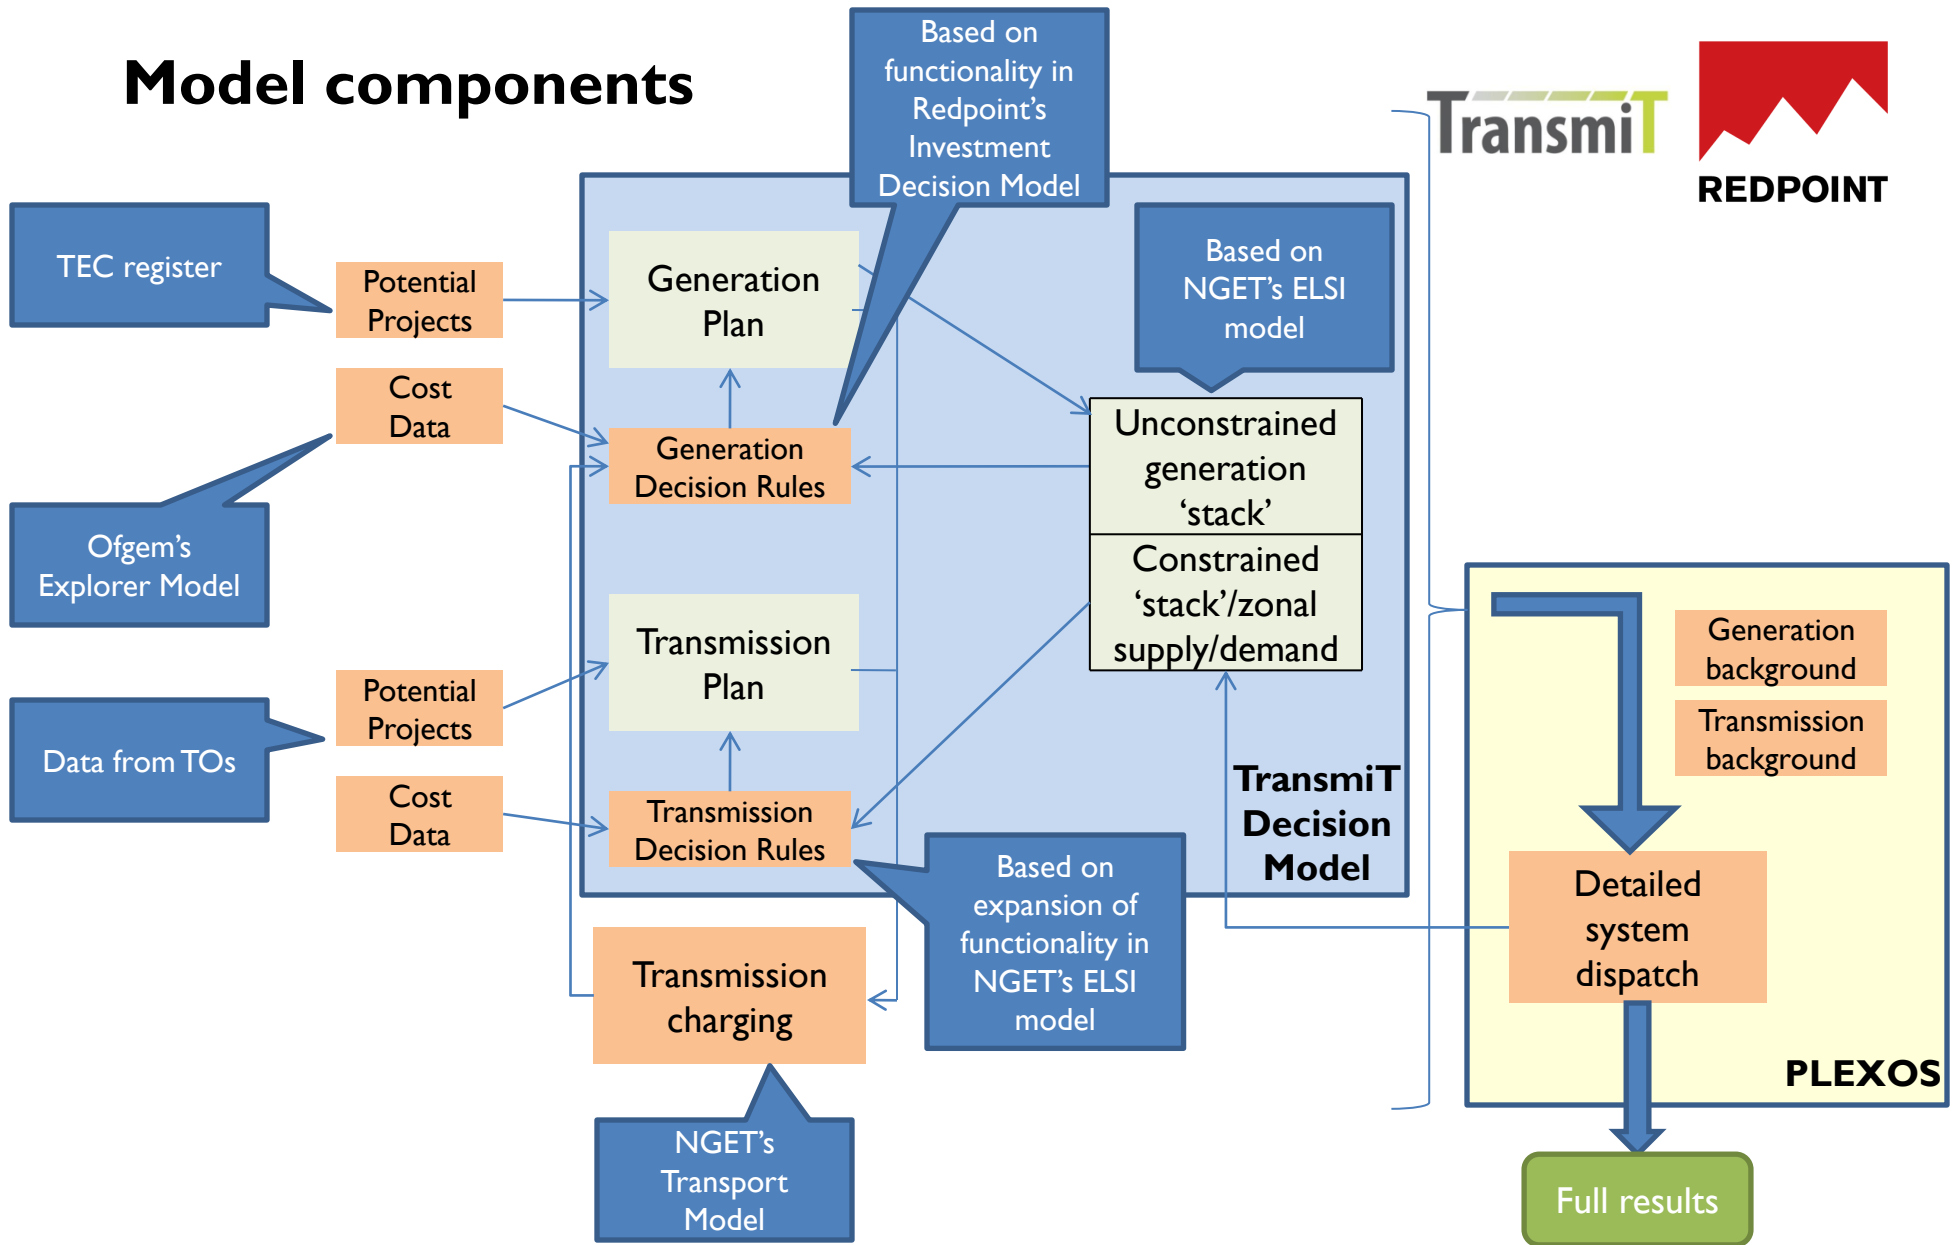 Model components
Based on
functionality in
Redpoint's
Investment
Decision Model
TransmiT
REDPOINT
TEC register
Potential
Projects
Generation
Plan
Based on
NGET's ELSI
model
Cost
Data
Generation
Decision Rules
Unconstrained
generation
‘stack’
Ofgem's
Explorer Model
Constrained
‘stack’/zonal
supply/demand
Transmission
Plan
Potential
Projects
Data from TOs
Cost
Data
Transmission
Decision Rules
TransmiT
Decision
Model
Based on
expansion of
functionality in
NGET's ELSI
model
Transmission
charging
NGET's
Transport
Model
Generation
background
Transmission
background
Detailed
system
dispatch
PLEXOS
Full results